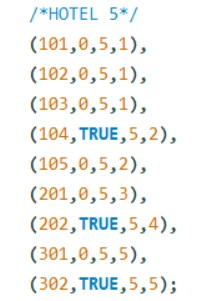 /*HOTEL 5*/
(101,0,5,1),
(102,0,5,1),
(103,0,5,1),
(104,TRUE,5,2),
(105,0,5,2),
(201,0,5,3),
(202,TRUE,5,4),
(301,0,5,5),
(302,TRUE,5,5);